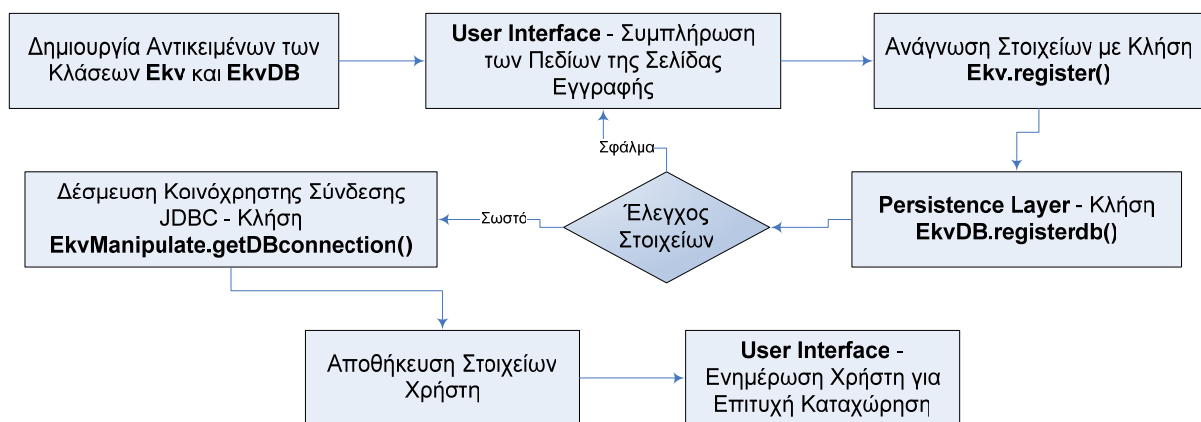 Δημιουργία Αντικειμένων των
Κλάσεων Ekv και EkvDB
User Interface - Συμπλήρωση
των Πεδίων της Σελίδας
Εγγραφής
Ανάγνωση Στοιχείων με Κλήση
Ekv.register()
Persistence Layer - Κλήση
EkvDB.registerdb()
Έλεγχος
Στοιχείων
Σφάλμα
Σωστό
Δέσμευση Κοινόχρηστης Σύνδεσης
JDBC - Κλήση
EkvManipulate.getDBconnection()
Αποθήκευση Στοιχείων
Χρήστη
User Interface -
Ενημέρωση Χρήστη για
Επιτυχή Καταχώρηση